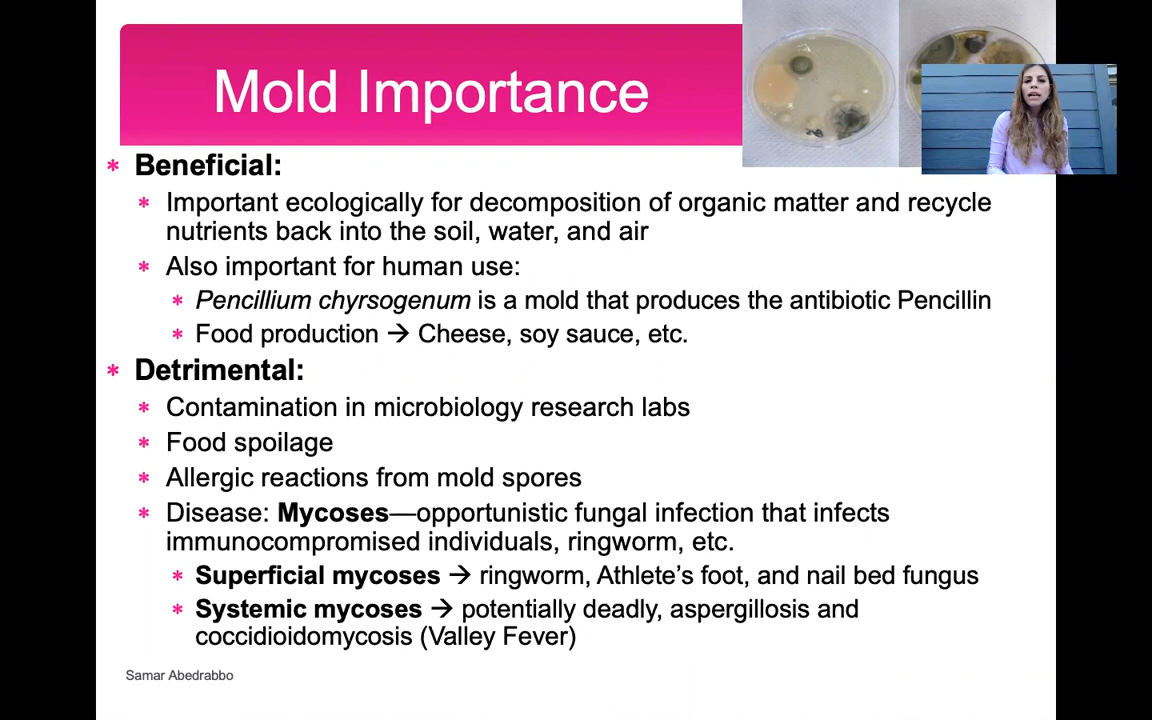 Mold Importance
* Beneficial:
* Important ecologically for decomposition of organic matter and recycle
nutrients back into the soil, water, and air
* Also important for human use:
* Pencillium chyrsogenum is a mold that produces the antibiotic Pencillin
* Food production → Cheese, soy sauce, etc.
* Detrimental:
* Contamination in microbiology research labs
* Food spoilage
* Allergic reactions from mold spores
* Disease: Mycoses—opportunistic fungal infection that infects
immunocompromised individuals, ringworm, etc.
* Superficial mycoses → ringworm, Athlete’s foot, and nail bed fungus
* Systemic mycoses → potentially deadly, aspergillosis and
coccidioidomycosis (Valley Fever)
Samar Abedrabbo